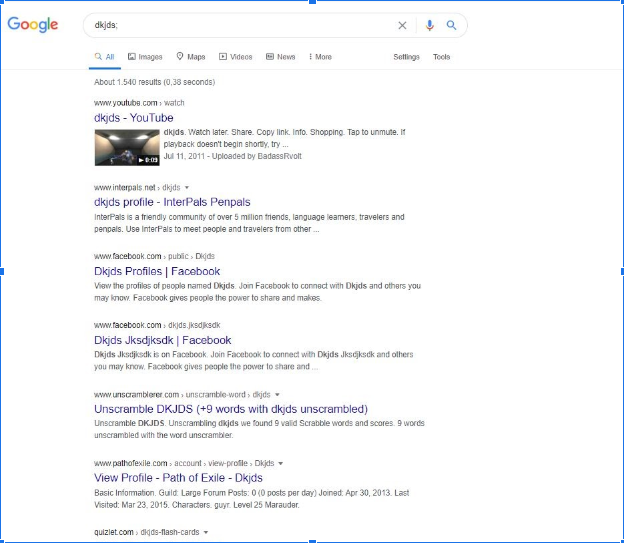 Google
dkjds;
All Images Maps Videos News More Settings Tools
About 1.540 results (0,38 seconds)
www.youtube.com › watch
dkjds - YouTube
dkjds. Watch later. Share. Copy link. Info. Shopping. Tap to unmute. If
playback doesn't begin shortly, try ...
0:09
Jul 11, 2011 - Uploaded by BadassRvolt
www.interpals.net › dkjds
dkjds profile - InterPals Penpals
InterPals is a friendly community of over 5 million friends, language learners, travelers and
penpals. Use InterPals to meet people and travelers from other ...
www.facebook.com › public › Dkjds
Dkjds Profiles | Facebook
View the profiles of people named Dkjds. Join Facebook to connect with Dkjds and others you
may know. Facebook gives people the power to share and makes.
www.facebook.com › dkjds.jksdjksdk
Dkjds Jksdjksdk | Facebook
Dkjds Jksdjksdk is on Facebook. Join Facebook to connect with Dkjds Jksdjksdk and others
you may know. Facebook gives people the power to share and ...
www.unscramblerer.com › unscramble-word › dkjds
Unscramble DKJDS (+9 words with dkjds unscrambled)
Unscramble DKJDS. Unscrambling dkjds we found 9 valid Scrabble words and scores. 9 words
unscrambled with the word unscrambler.
www.pathofexile.com › account › view-profile › Dkjds
View Profile - Path of Exile - Dkjds
Basic Information. Guild: Large Forum Posts: 0 (0 posts per day) Joined: Apr 30, 2013. Last
Visited: Mar 23, 2015. Characters. guyr. Level 25 Marauder.
quizlet.com › dkjds-flash-cards